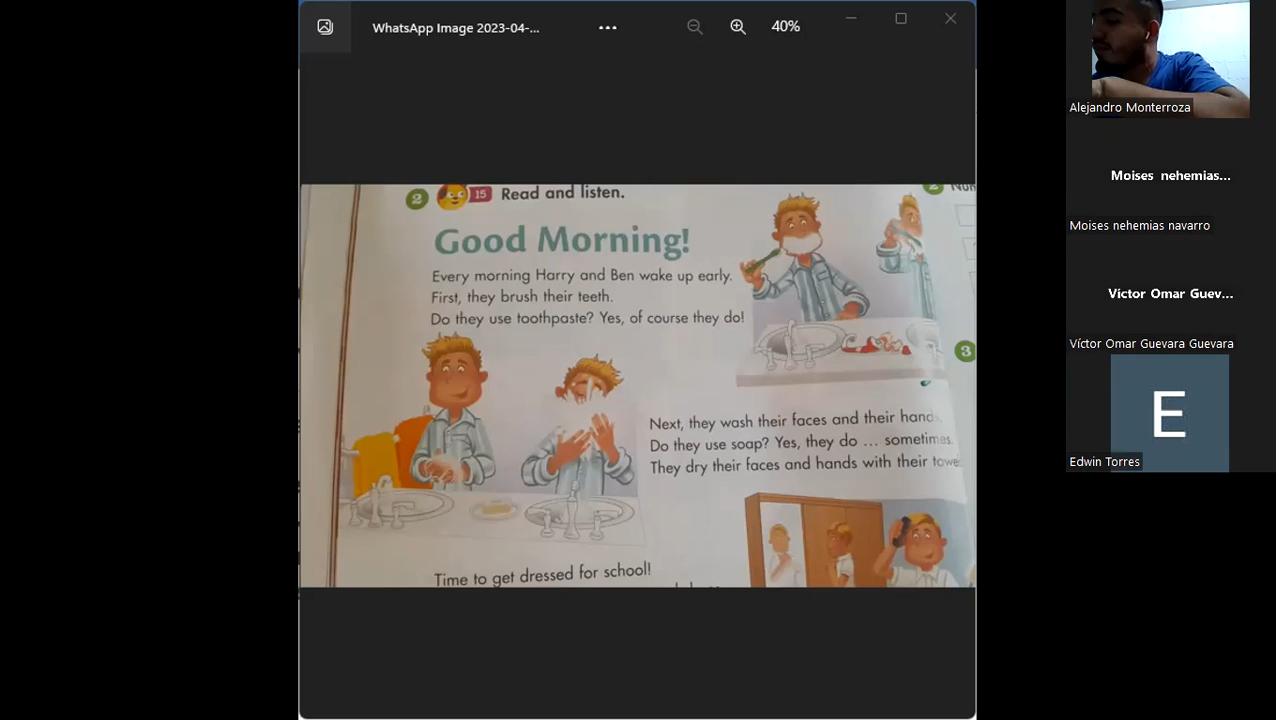 WhatsApp Image 2023-04-...
40%
2 15 Read and listen.
Good Morning!
Every morning Harry and Ben wake up early.
First, they brush their teeth.
Do they use toothpaste? Yes, of course they do!
Next, they wash their faces and their hands
Do they use soap? Yes, they do ... sometimes.
They dry their faces and hands with their
Time to get dressed for school!
2
3
Alejandro Monterroza
Moises nehemias...
Moises nehemias navarro
Víctor Omar Guev...
Víctor Omar Guevara Guevara
E
Edwin Torres